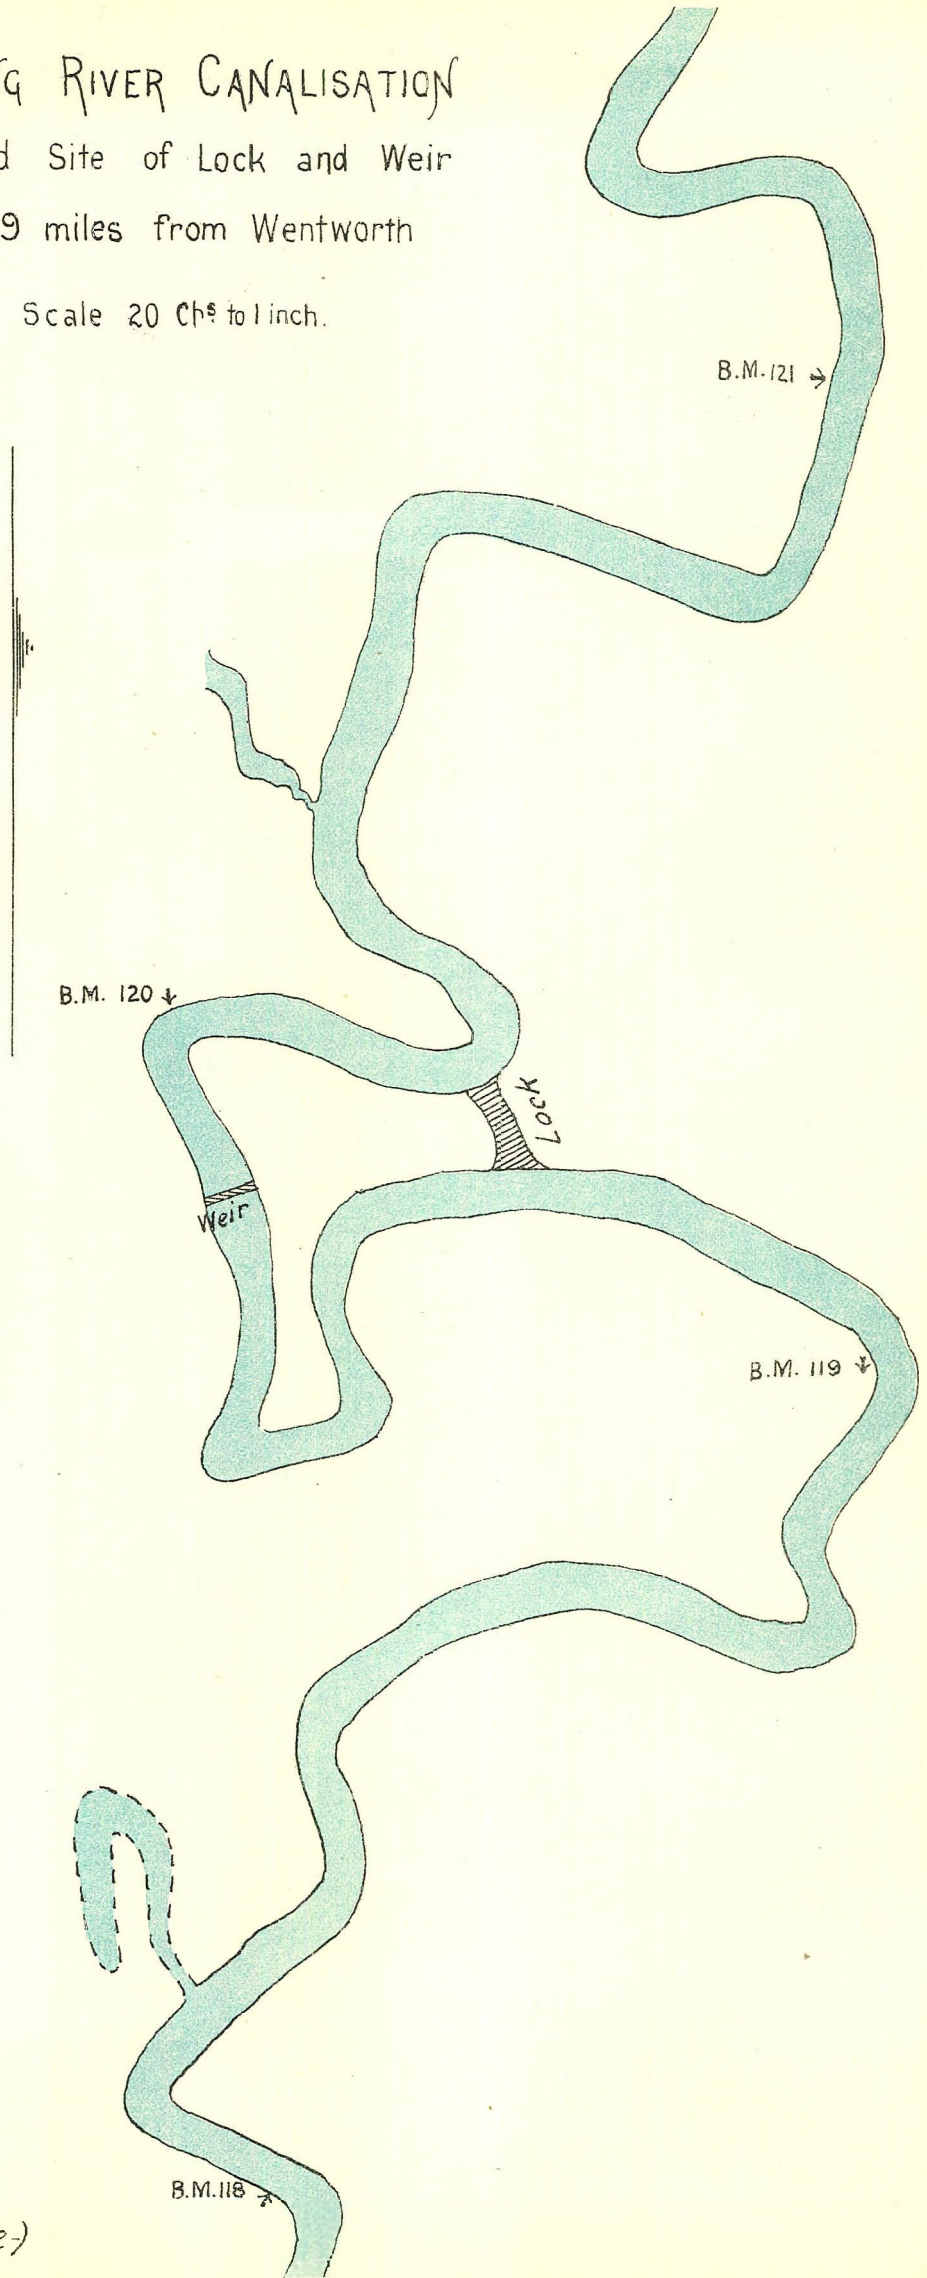 RIVER CANALISATION
Site of Lock and Weir
9 miles from Wentworth
Scale 20 Chs. to 1 inch.
B.M. 121
B.M. 120
LOCK
Weir
B.M. 119
B.M. 118